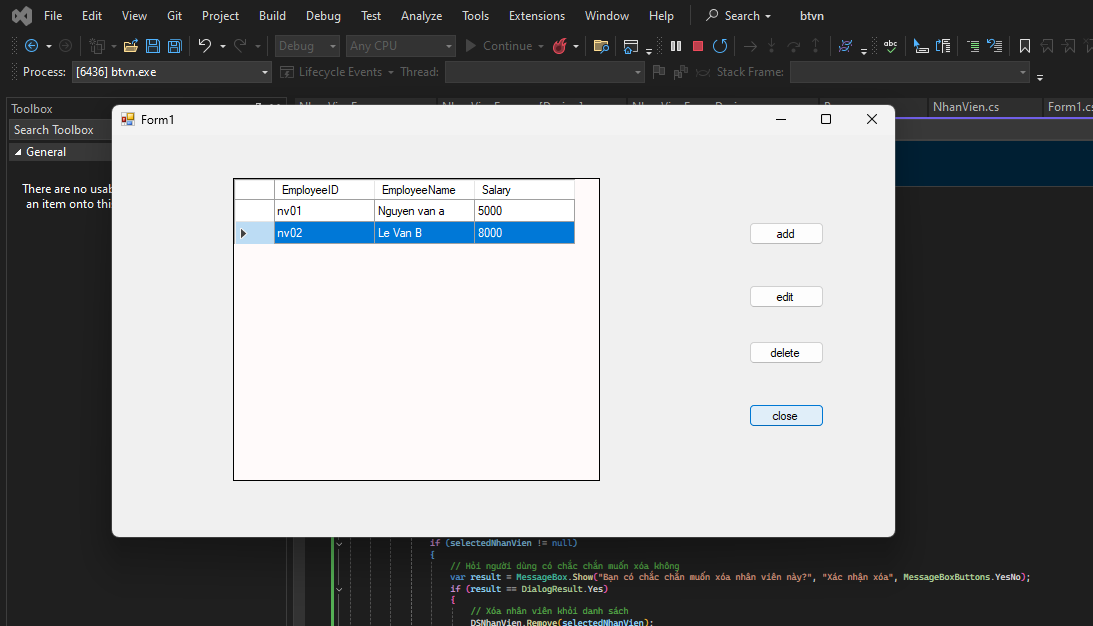 File Edit View Git Project Build Debug Test Analyze Tools Extensions Window Help Search btvn
Debug Any CPU Continue abc
Process: [6436] btvn.exe Lifecycle Events Thread: Stack Frame:
Toolbox
NhanVien.cs Form1.cs
Search Toolbox
General
There are no usab
an item onto thi
Form1
EmployeeID EmployeeName Salary
nv01 Nguyen van a 5000
nv02 Le Van B 8000
add
edit
delete
close
if (selectedNhanVien != null)
{
// Hỏi người dùng có chắc chắn muốn xóa không
var result = MessageBox.Show("Bạn có chắc chắn muốn xóa nhân viên này?", "Xác nhận xóa", MessageBoxButtons.YesNo);
if (result == DialogResult.Yes)
{
// Xóa nhân viên khỏi danh sách
DSNhanVien.Remove(selectedNhanVien);